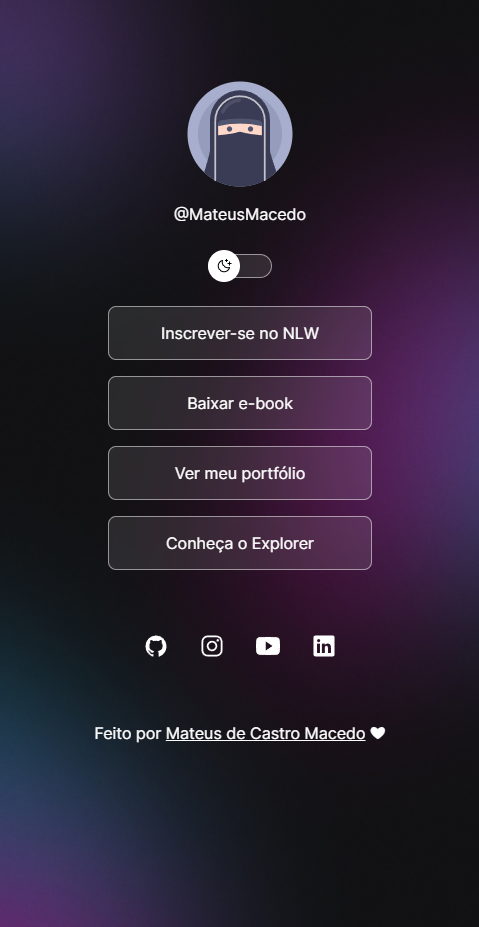 @MateusMacedo
Inscrever-se no NLW
Baixar e-book
Ver meu portfólio
Conheça o Explorer
Feito por Mateus de Castro Macedo